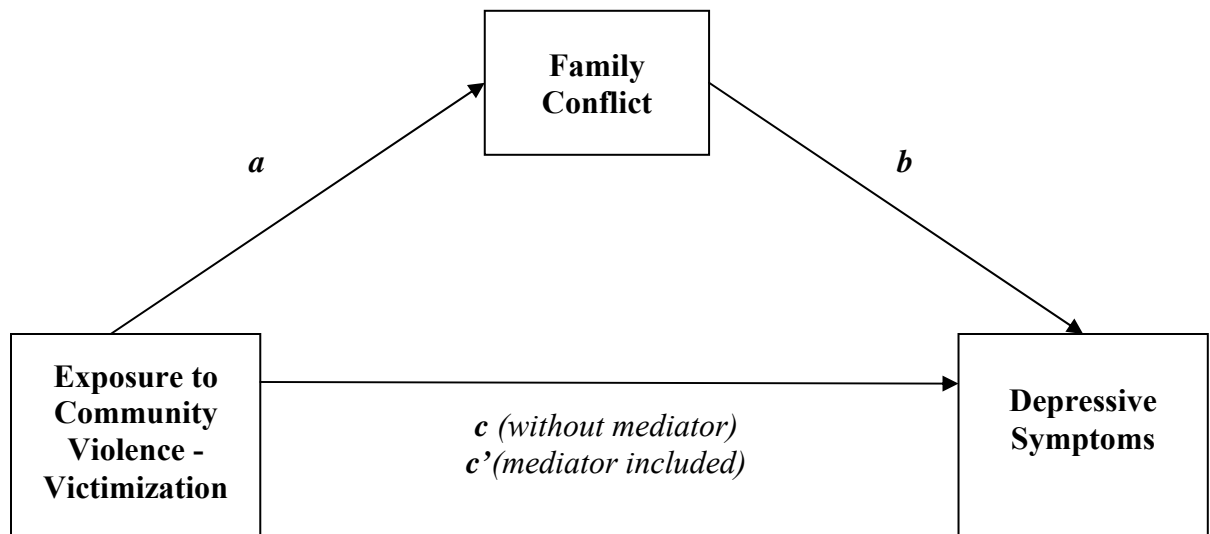 Family
Conflict
a
b
Exposure to
Community
Violence -
Victimization
c (without mediator)
c’(mediator included)
Depressive
Symptoms